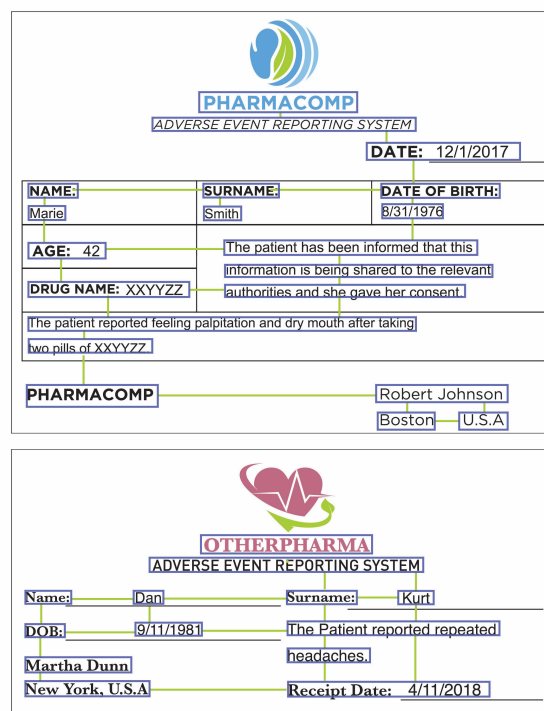 PHARMACOMP
ADVERSE EVENT REPORTING SYSTEM
DATE: 12/1/2017
NAME: SURNAME: DATE OF BIRTH:
Marie Smith 8/31/1976
AGE: 42
The patient has been informed that this
information is being shared to the relevant
authorities and she gave her consent.
DRUG NAME: XXYYZZ
The patient reported feeling palpitation and dry mouth after taking
two pills of XXYYZZ
PHARMACOMP
Robert Johnson
Boston U.S.A
OTHERPHARMA
ADVERSE EVENT REPORTING SYSTEM
Name: Dan Surname: Kurt
DOB: 9/11/1981
The Patient reported repeated
headaches.
Martha Dunn
New York, U.S.A
Receipt Date: 4/11/2018